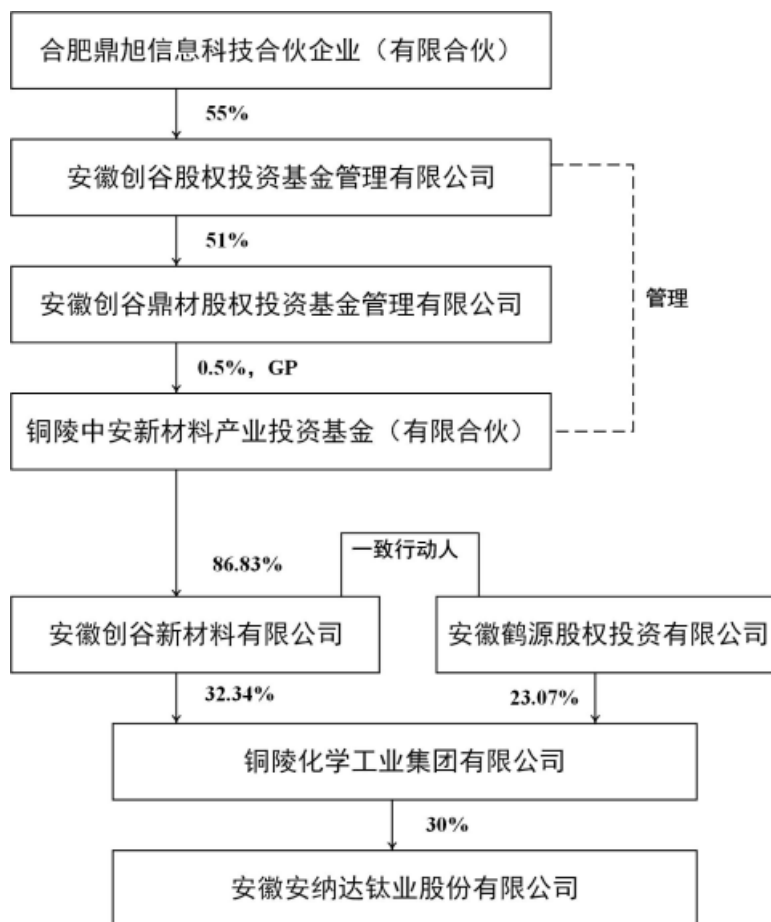 合肥鼎旭信息科技合伙企业（有限合伙）
55%
安徽创谷股权投资基金管理有限公司
51%
安徽创谷鼎材股权投资基金管理有限公司
管理
0.5%，GP
铜陵中安新材料产业投资基金（有限合伙）
一致行动人
86.83%
安徽创谷新材料有限公司
安徽鹤源股权投资有限公司
32.34%
23.07%
铜陵化学工业集团有限公司
30%
安徽安纳达钛业股份有限公司